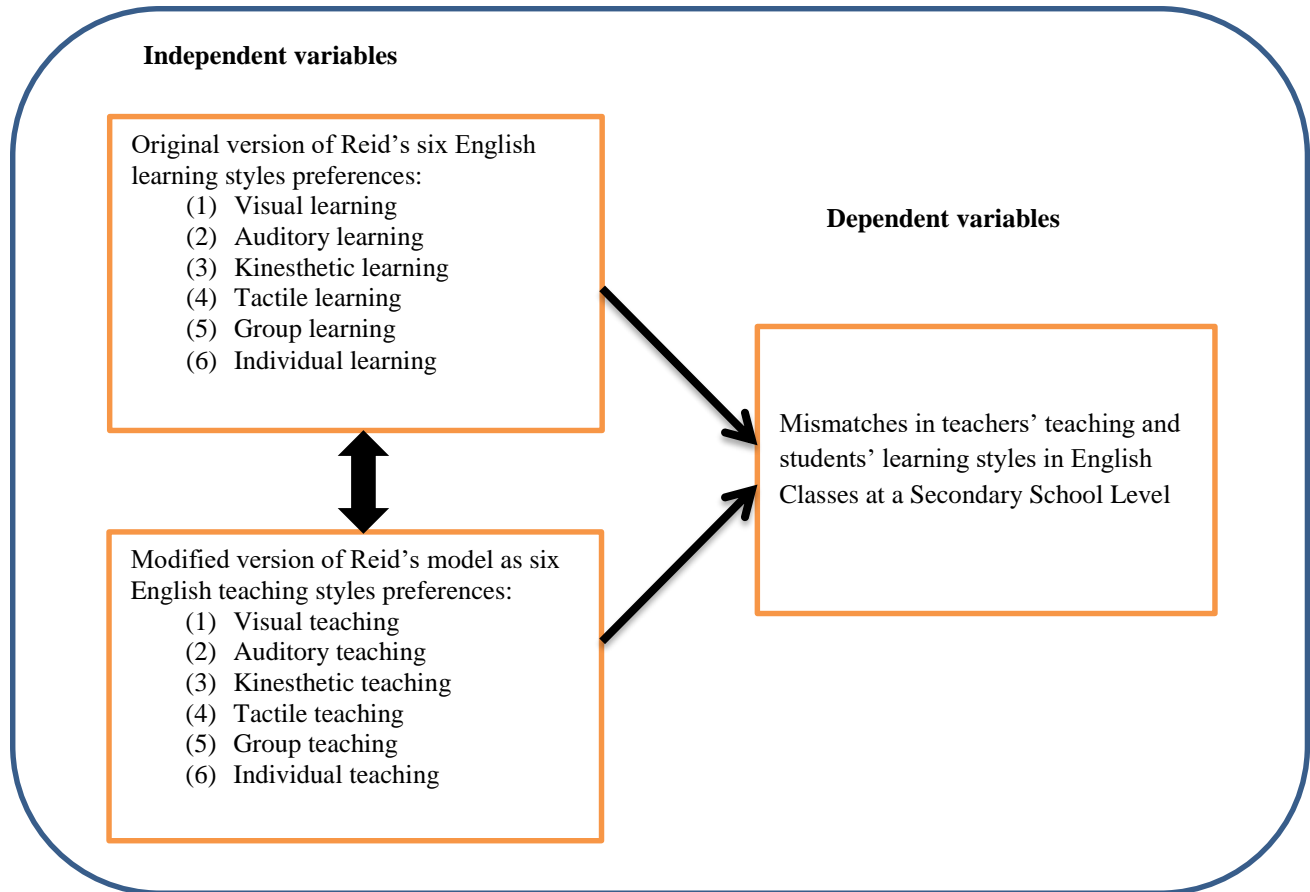 Independent variables
Original version of Reid’s six English
learning styles preferences:
(1) Visual learning
(2) Auditory learning
(3) Kinesthetic learning
(4) Tactile learning
(5) Group learning
(6) Individual learning
Modified version of Reid’s model as six
English teaching styles preferences:
(1) Visual teaching
(2) Auditory teaching
(3) Kinesthetic teaching
(4) Tactile teaching
(5) Group teaching
(6) Individual teaching
Dependent variables
Mismatches in teachers’ teaching and
students’ learning styles in English
Classes at a Secondary School Level